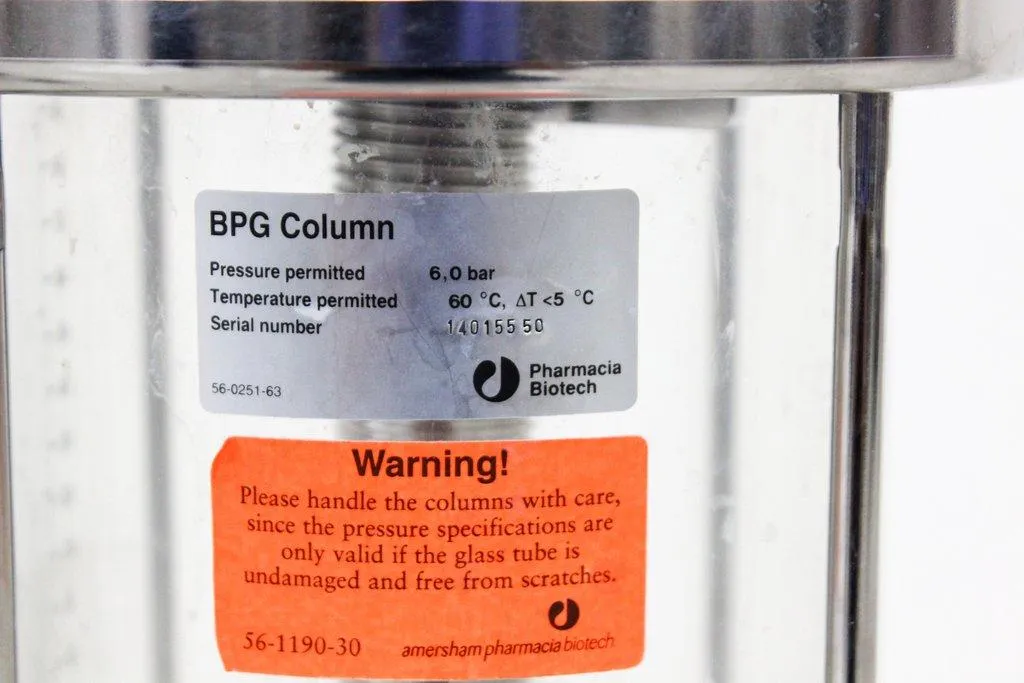 BPG Column
Pressure permitted 6,0 bar
Temperature permitted 60 °C, ΔT <5 °C
Serial number 14015550
Pharmacia
Biotech
56-0251-63
Warning!
Please handle the columns with care,
since the pressure specifications are
only valid if the glass tube is
undamaged and free from scratches.
56-1190-30
amersham pharmacia biotech